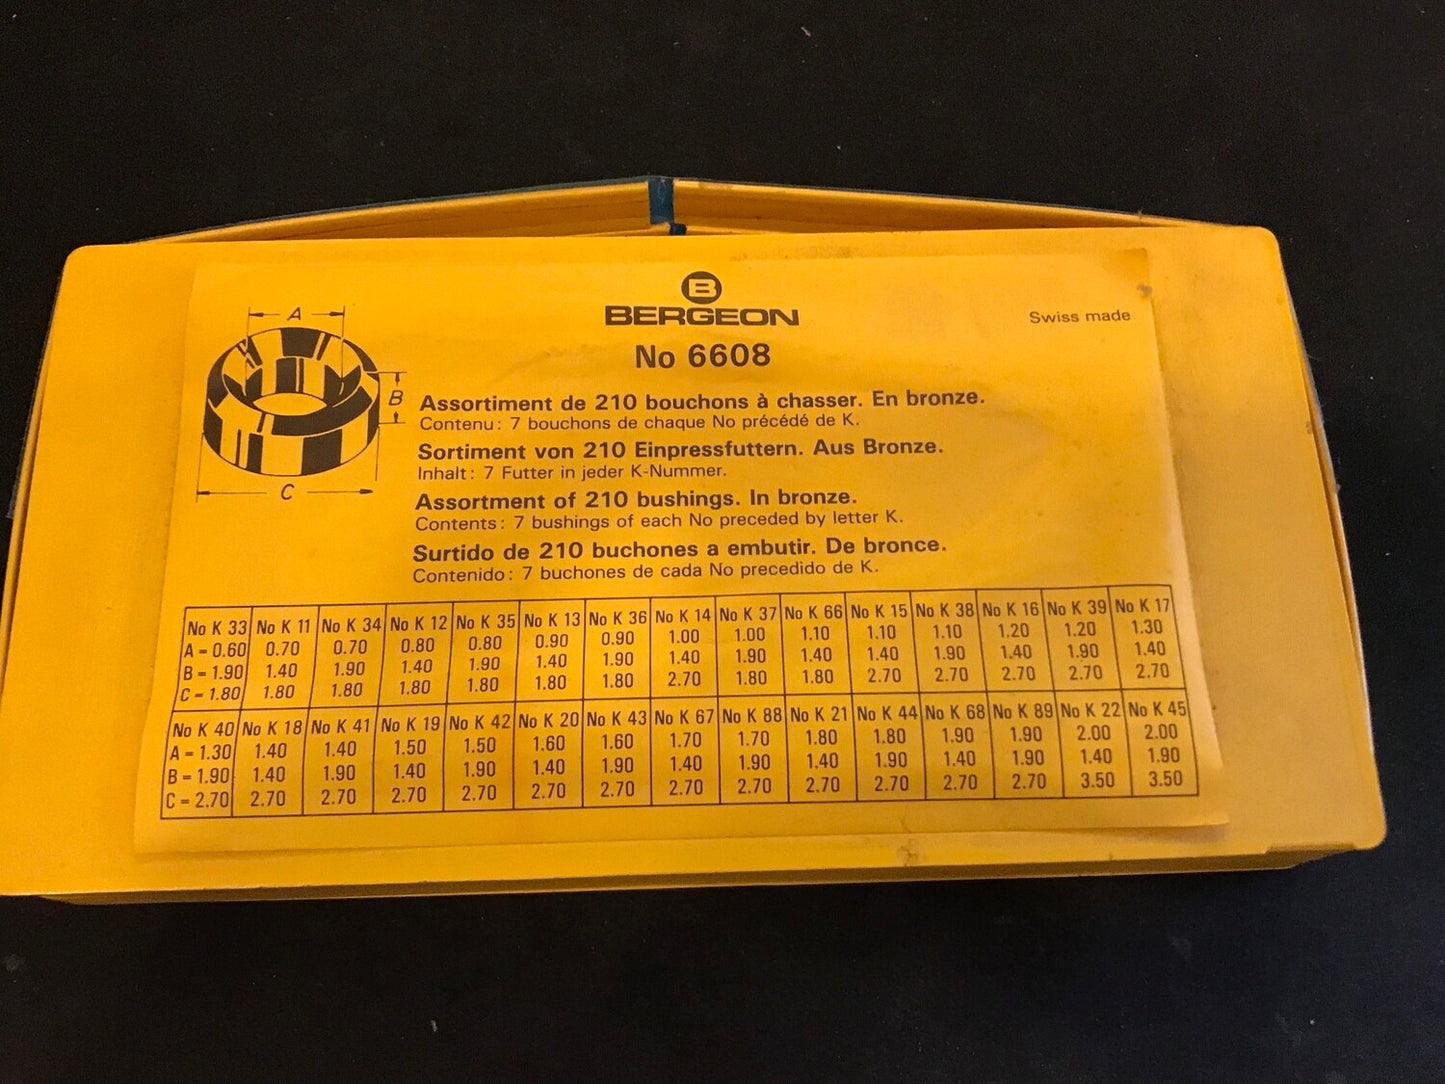 B
BERGEON
Swiss made
No 6608
A
B
C
Assortiment de 210 bouchons à chasser. En bronze.
Contenu: 7 bouchons de chaque No précédé de K.
Sortiment von 210 Einpressfuttern. Aus Bronze.
Inhalt: 7 Futter in jeder K-Nummer.
Assortment of 210 bushings. In bronze.
Contents: 7 bushings of each No preceded by letter K.
Surtido de 210 buchones a embutir. De bronce.
Contenido: 7 buchones de cada No precedido de K.
No K 33 No K 11 No K 34 No K 12 No K 35 No K 13 No K 36 No K 14 No K 37 No K 66 No K 15 No K 38 No K 16 No K 39 No K 17
A = 0.60 0.70 0.70 0.80 0.80 0.90 0.90 1.00 1.00 1.10 1.10 1.10 1.20 1.20 1.30
B = 1.90 1.40 1.90 1.40 1.90 1.40 1.90 1.40 1.90 1.40 1.40 1.90 1.40 1.90 1.40
C = 1.80 1.80 1.80 1.80 1.80 1.80 1.80 2.70 1.80 1.80 2.70 2.70 2.70 2.70 2.70
No K 40 No K 18 No K 41 No K 19 No K 42 No K 20 No K 43 No K 67 No K 88 No K 21 No K 44 No K 68 No K 89 No K 22 No K 45
A = 1.30 1.40 1.40 1.50 1.50 1.60 1.60 1.70 1.70 1.80 1.80 1.90 1.90 2.00 2.00
B = 1.90 1.40 1.90 1.40 1.90 1.40 1.90 1.40 1.90 1.40 1.90 1.40 1.90 1.40 1.90
C = 2.70 2.70 2.70 2.70 2.70 2.70 2.70 2.70 2.70 2.70 2.70 2.70 2.70 3.50 3.50